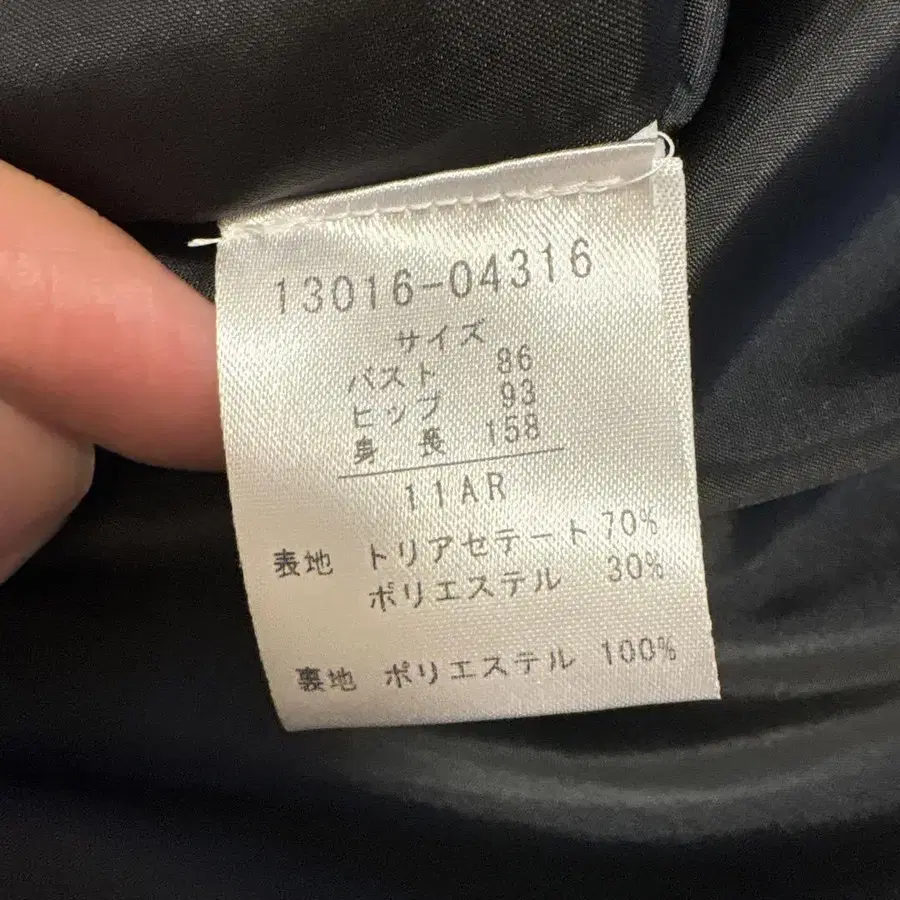 13016-04316
サイズ
バスト 86
ヒップ 93
身長 158
11AR
表地 トリアセテート 70%
ポリエステル 30%
裏地 ポリエステル 100%